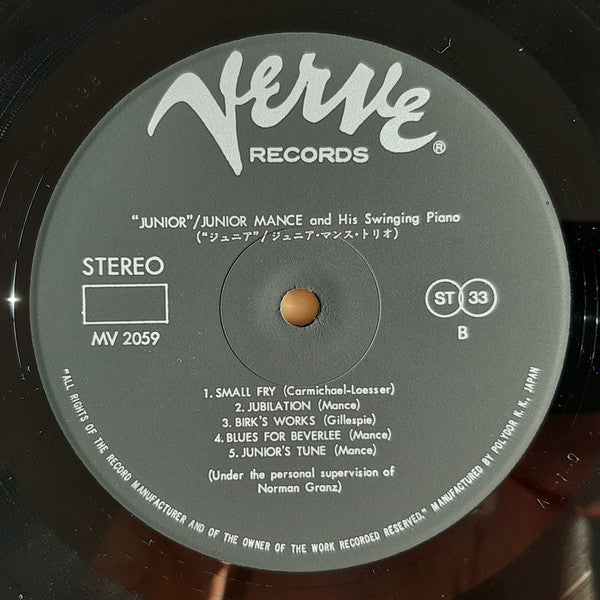 Verve
®
RECORDS
"JUNIOR"/JUNIOR MANCE and His Swinging Piano
("ジュニア"/ジュニア・マンス・トリオ)
STEREO
ST 33
MV 2059
B
1. SMALL FRY (Carmichael-Loesser)
2. JUBILATION (Mance)
3. BIRK'S WORKS (Gillespie)
4. BLUES FOR BEVERLEE (Mance)
5. JUNIOR'S TUNE (Mance)
(Under the personal supervision of
Norman Granz)
"ALL RIGHTS OF THE RECORD MANUFACTURER AND OF THE OWNER OF THE WORK RECORDED RESERVED." MANUFACTURED BY POLYDOR K. K., JAPAN